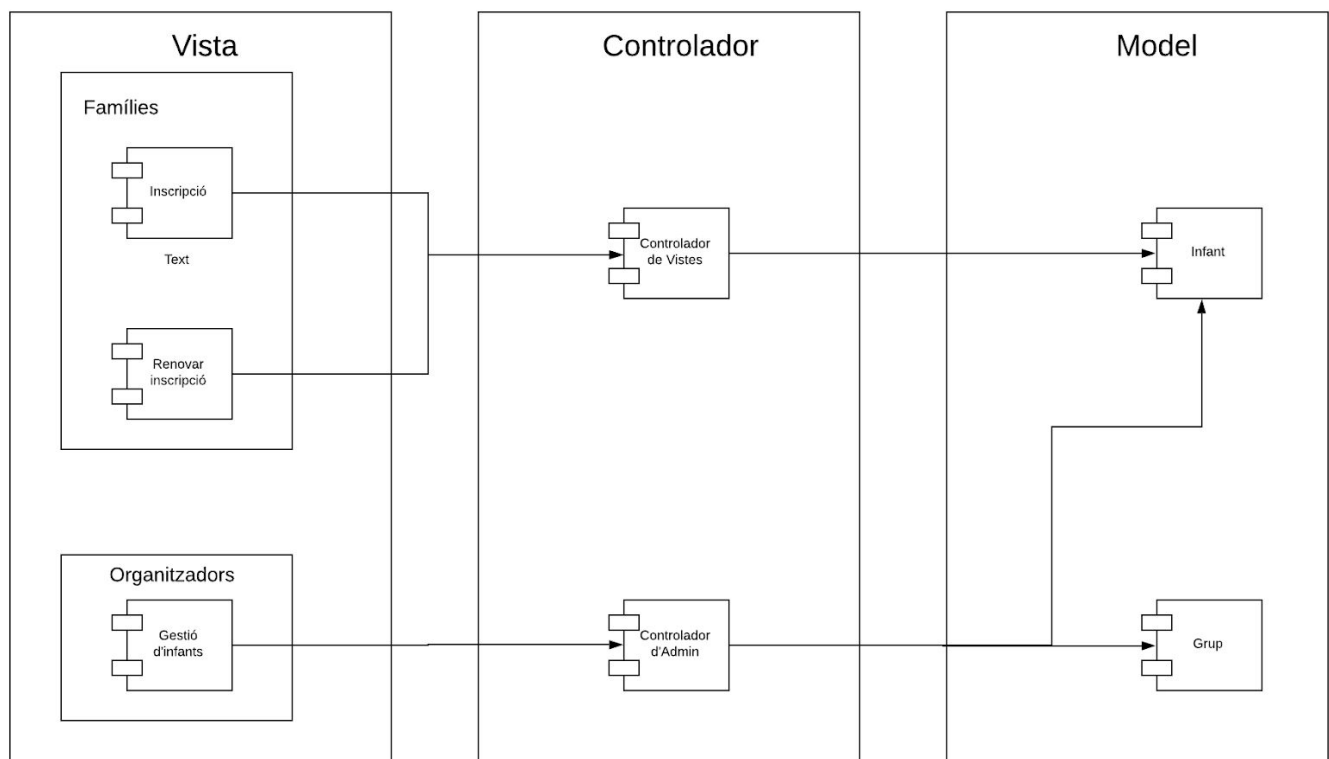 Vista
Controlador
Model
Famílies
Inscripció
Text
Renovar
inscripció
Controlador
de Vistes
Infant
Organitzadors
Gestió
d'infants
Controlador
d'Admin
Grup